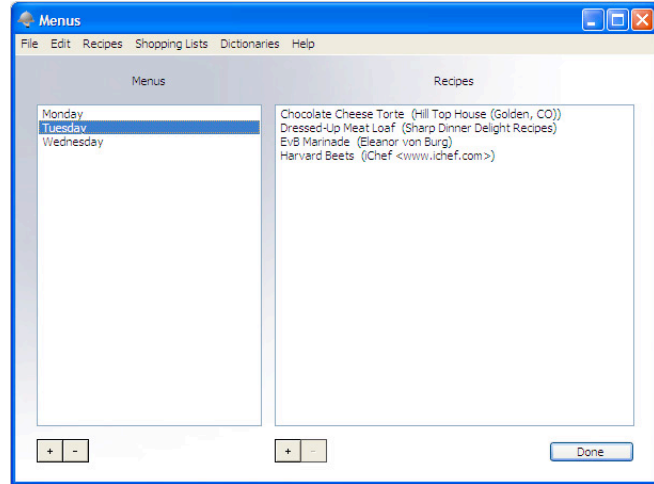 Menus
File Edit Recipes Shopping Lists Dictionaries Help
Menus Recipes
Monday
Tuesday
Wednesday
Chocolate Cheese Torte (Hill Top House (Golden, CO))
Dressed-Up Meat Loaf (Sharp Dinner Delight Recipes)
EvB Marinade (Eleanor von Burg)
Harvard Beets (iChef <www.ichef.com>)
+ - + - Done